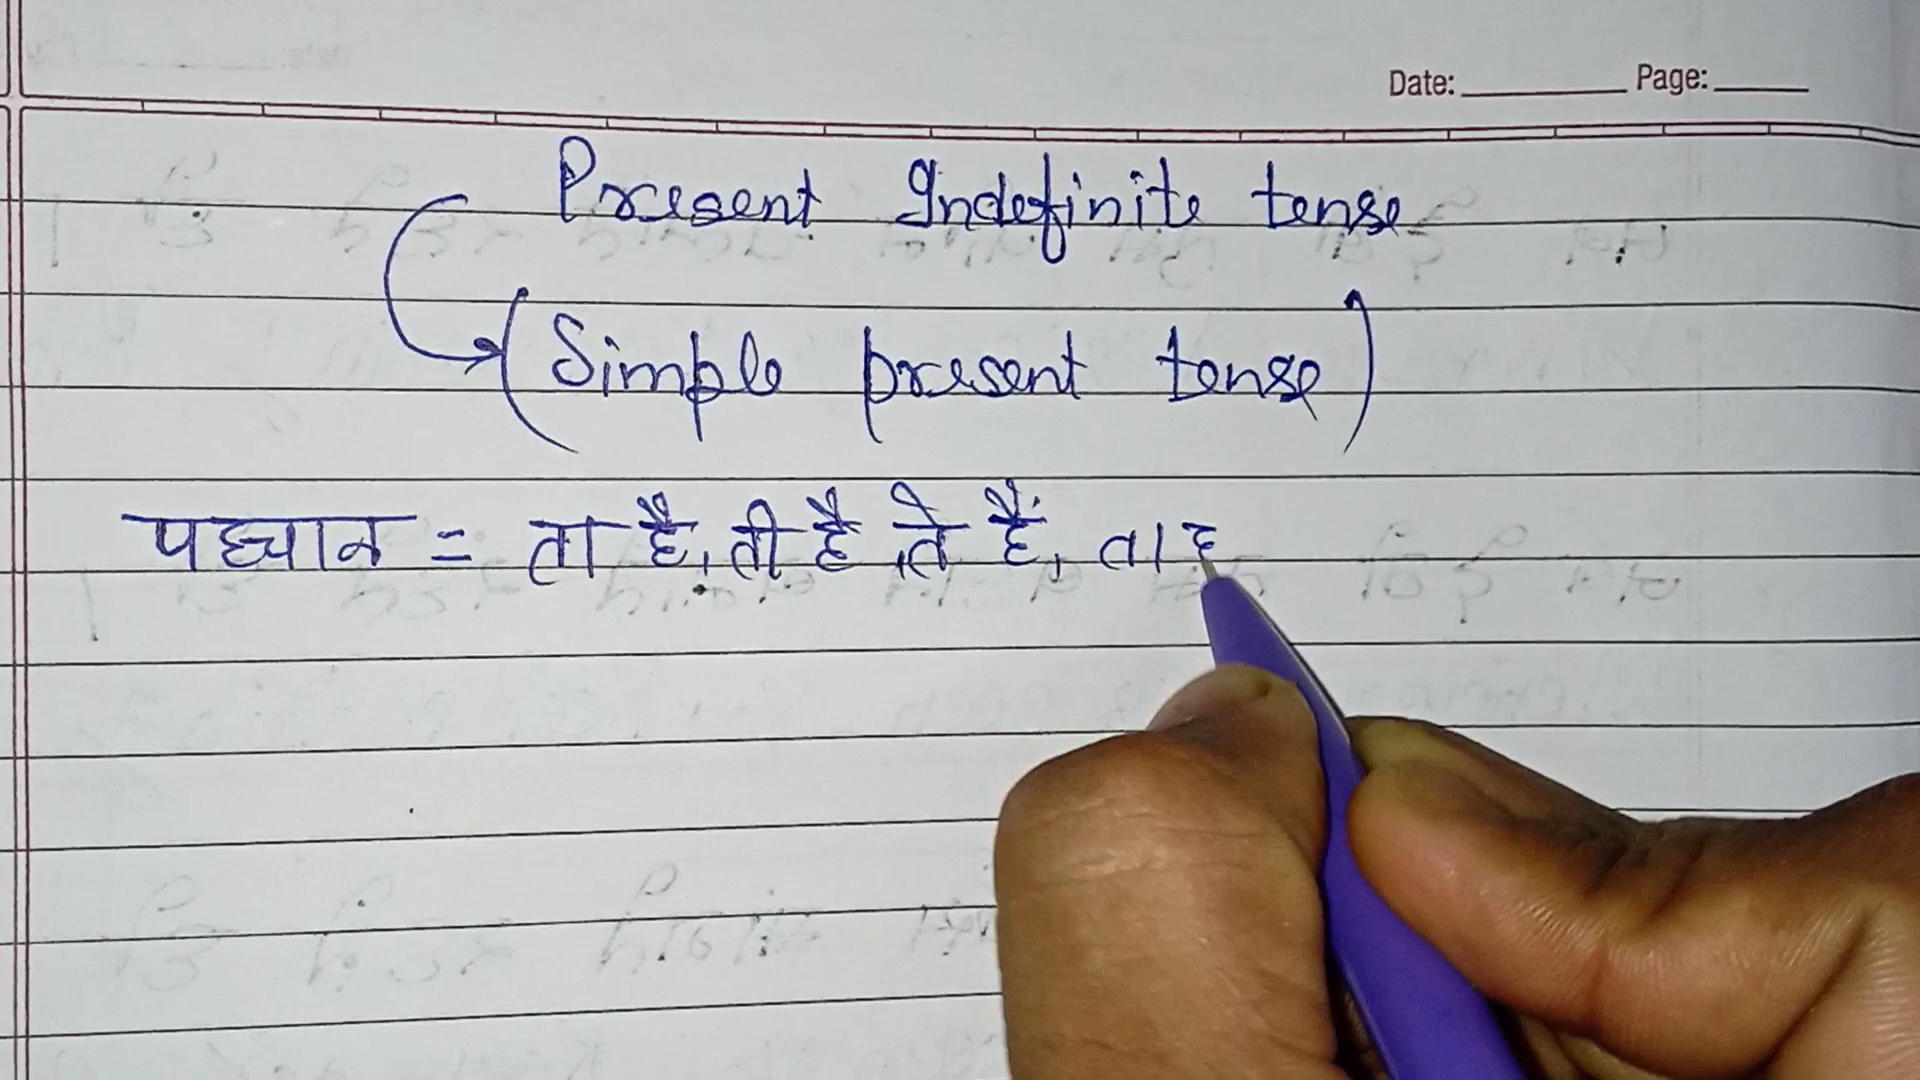 Date: Page:
Present Indefinite tense
(Simple present tense)
पहचान = ता है, ती है, ते हैं, ता ह